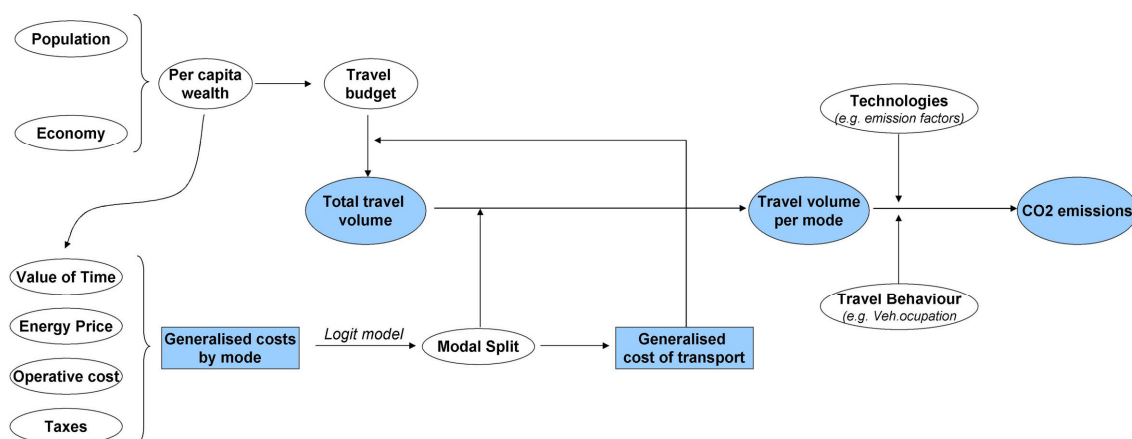 Population
Per capita
wealth
Travel
budget
Technologies
(e.g. emission factors)
Economy
Total travel
volume
Travel volume
per mode
CO2 emissions
Value of Time
Energy Price
Operative cost
Taxes
Generalised costs
by mode
Logit model
Modal Split
Generalised
cost of transport
Travel Behaviour
(e.g. Veh.ocupation